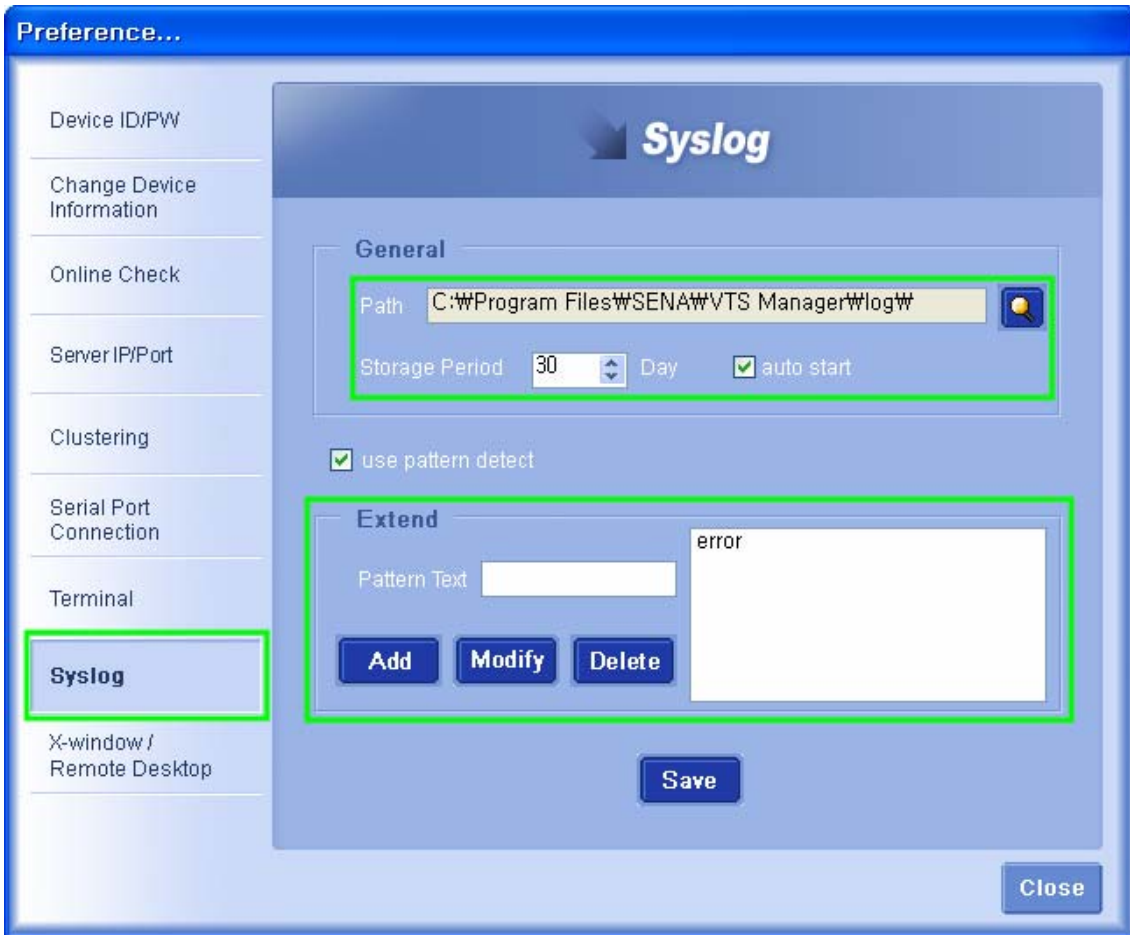 Preference...
Device ID/PW
Change Device
Information
Online Check
Server IP/Port
Clustering
Serial Port
Connection
Terminal
Syslog
X-window /
Remote Desktop
Syslog
General
Path C:₩Program Files₩SENA₩VTS Manager₩log₩
Storage Period 30 Day auto start
use pattern detect
Extend
error
Pattern Text
Add Modify Delete
Save
Close